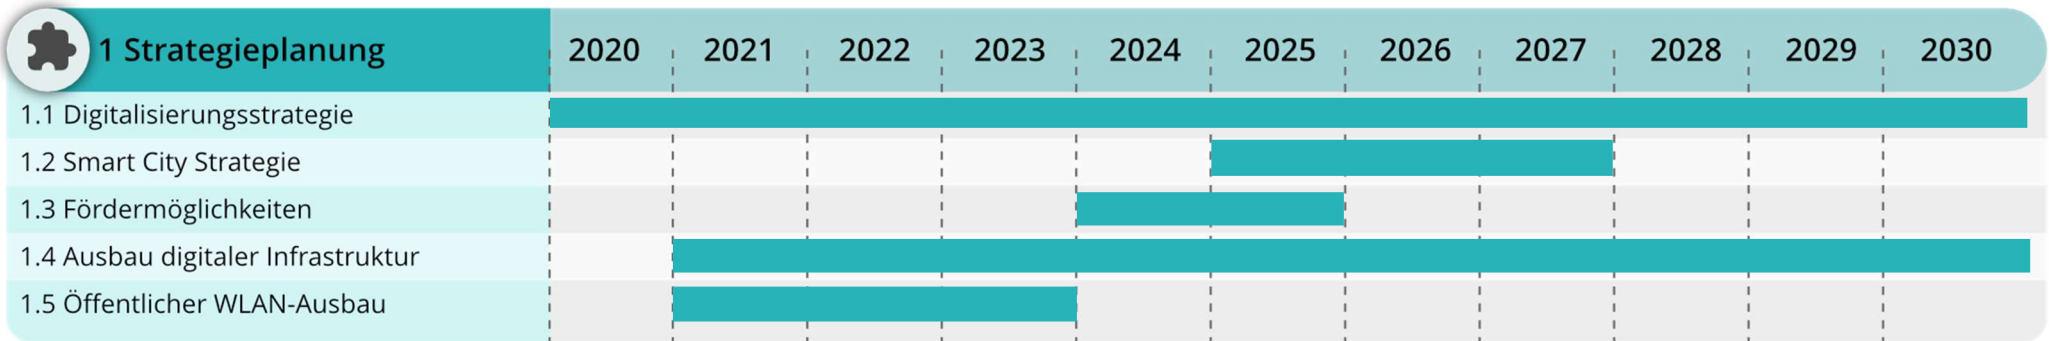 1 Strategieplanung 2020 2021 2022 2023 2024 2025 2026 2027 2028 2029 2030
1.1 Digitalisierungsstrategie
1.2 Smart City Strategie
1.3 Fördermöglichkeiten
1.4 Ausbau digitaler Infrastruktur
1.5 Öffentlicher WLAN-Ausbau